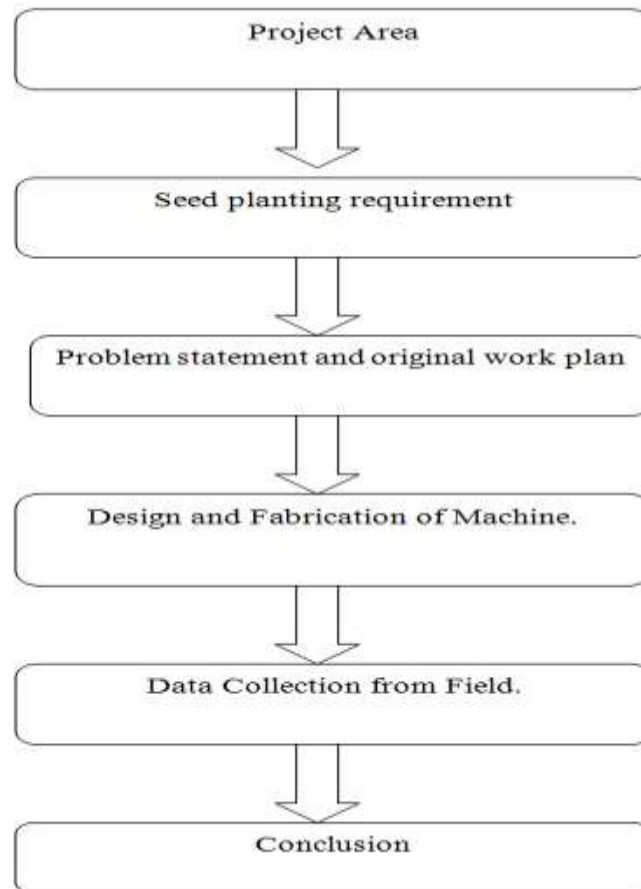 Project Area
Seed planting requirement
Problem statement and original work plan
Design and Fabrication of Machine.
Data Collection from Field.
Conclusion